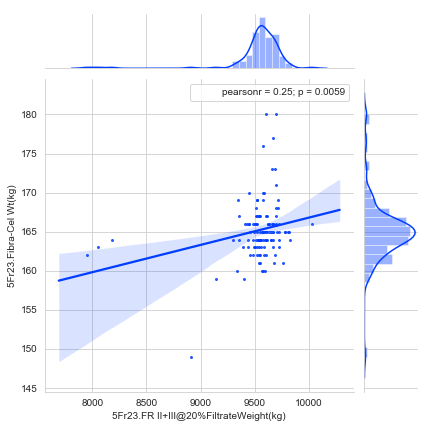 pearsonr = 0.25; p = 0.0059
180
175
170
165
160
155
150
145
5Fr23.Fibra-Cel Wt(kg)
8000 8500 9000 9500 10000
5Fr23.FR II+III@20%FiltrateWeight(kg)